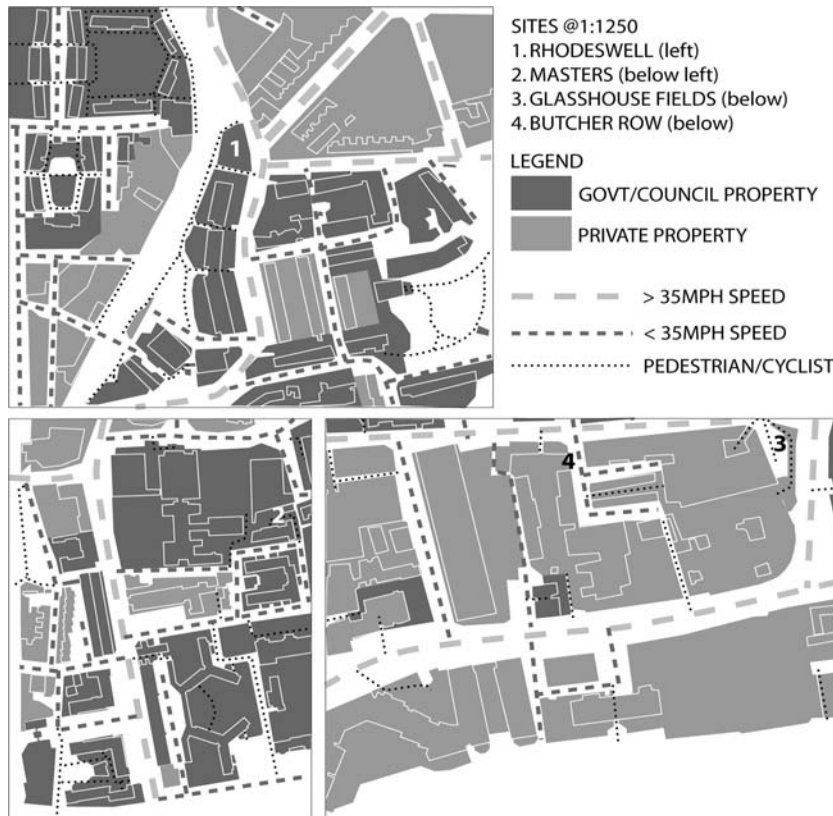 SITES @1:1250
1. RHODESWELL (left)
2. MASTERS (below left)
3. GLASSHOUSE FIELDS (below)
4. BUTCHER ROW (below)
LEGEND
GOVT/COUNCIL PROPERTY
PRIVATE PROPERTY
> 35MPH SPEED
< 35MPH SPEED
PEDESTRIAN/CYCLIST
1
2
3
4